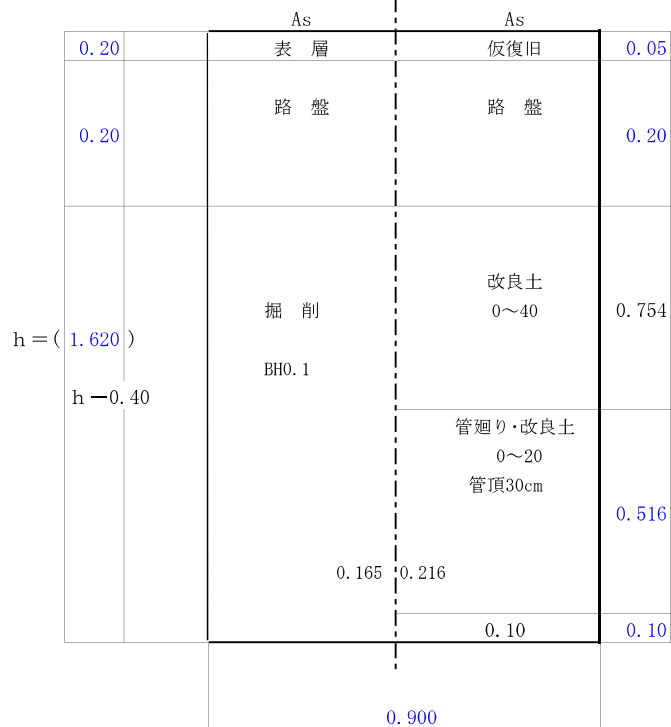 As As
0.20 表　層 仮復旧 0.05
路　盤 路　盤
0.20 0.20
改良土
掘　削 0～40 0.754
h＝( 1.620 )
BH0.1
h－0.40
管廻り・改良土
0～20
管頂30cm
0.516
0.165 0.216
0.10 0.10
0.900